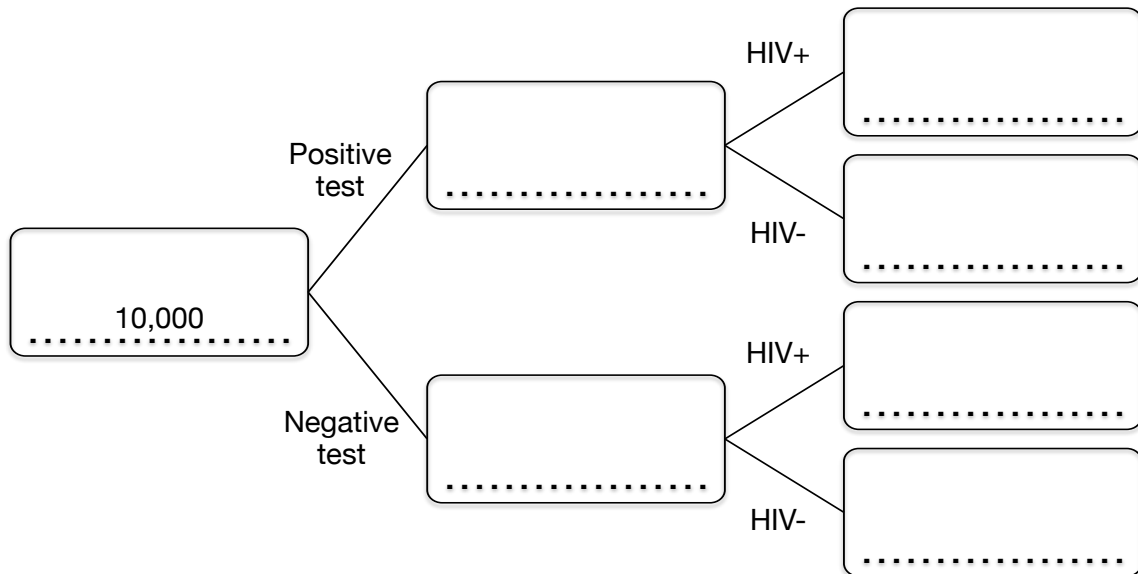 HIV+
Positive
test
HIV-
10,000
HIV+
Negative
test
HIV-